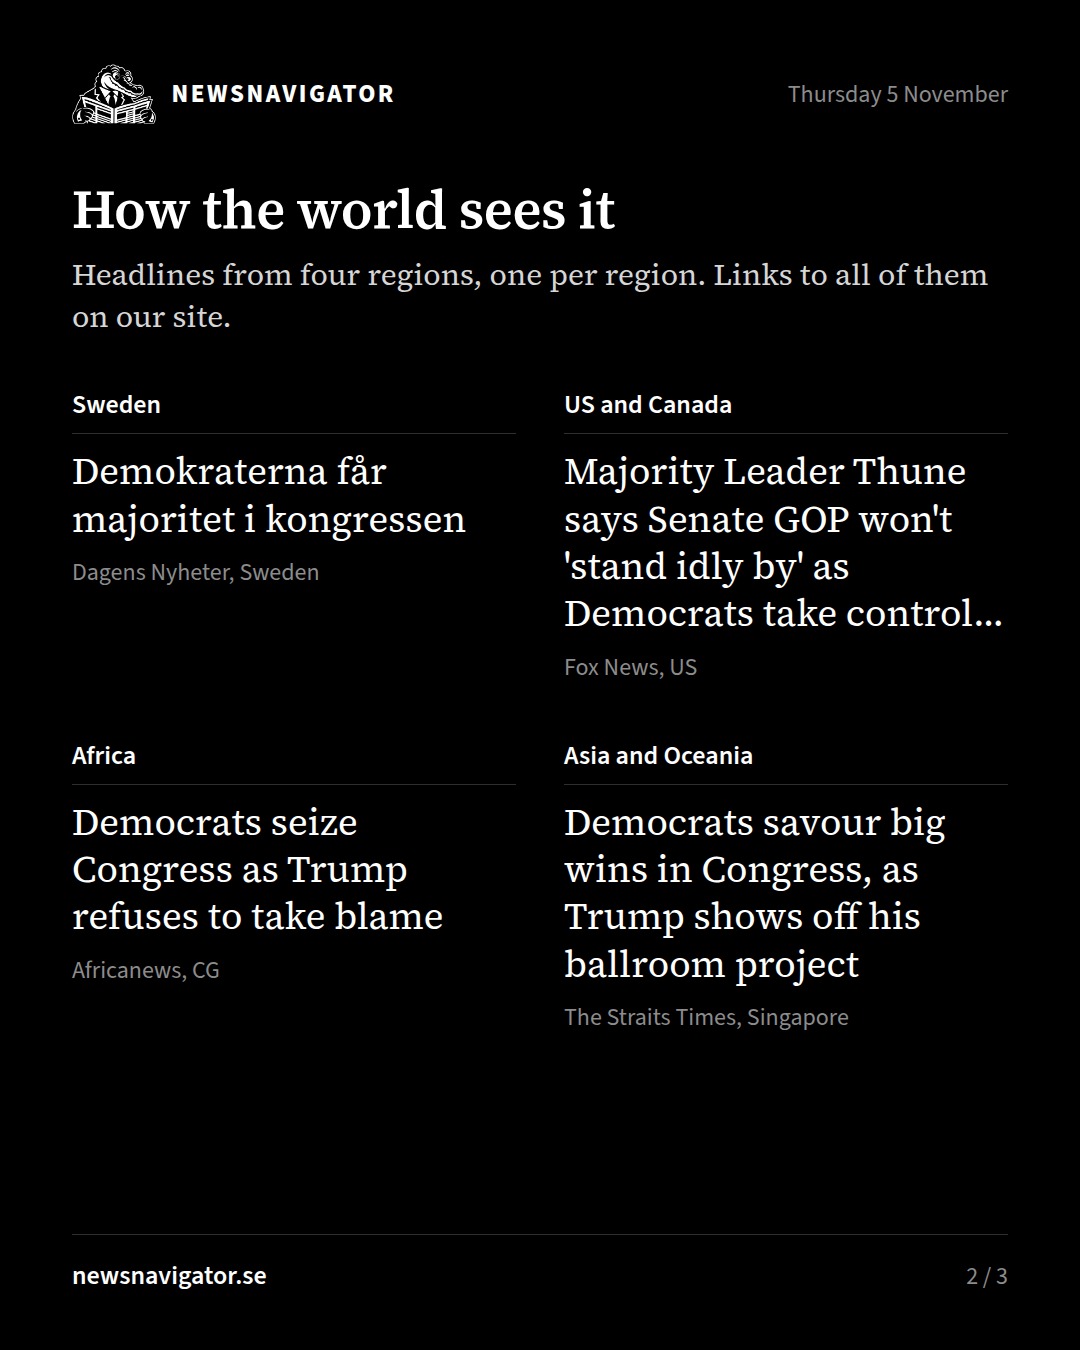 NEWSNAVIGATOR
Thursday 5 November
How the world sees it
Headlines from four regions, one per region. Links to all of them
on our site.
Sweden
Demokraterna får
majoritet i kongressen
Dagens Nyheter, Sweden
US and Canada
Majority Leader Thune
says Senate GOP won't
'stand idly by' as
Democrats take control...
Fox News, US
Africa
Democrats seize
Congress as Trump
refuses to take blame
Africanews, CG
Asia and Oceania
Democrats savour big
wins in Congress, as
Trump shows off his
ballroom project
The Straits Times, Singapore
newsnavigator.se
2 / 3